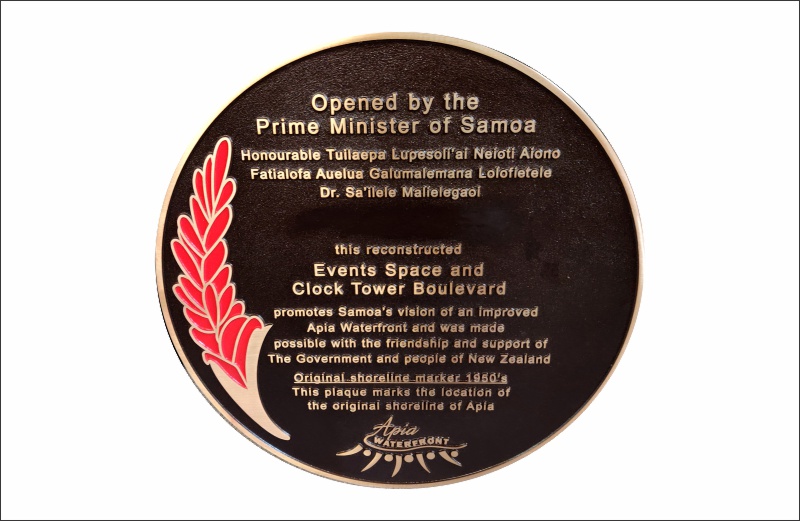 Opened by the
Prime Minister of Samoa
Honourable Tuilaepa Lupesoli'ai Neioti Aiono
Fatialofa Auelua Galumalemana Lolofietele
Dr. Sa'ilele Malielegaoi
this reconstructed
Events Space and
Clock Tower Boulevard
promotes Samoa's vision of an improved
Apia Waterfront and was made
possible with the friendship and support of
The Government and people of New Zealand
Original shoreline marker 1950's
This plaque marks the location of
the original shoreline of Apia
Apia
WATERFRONT